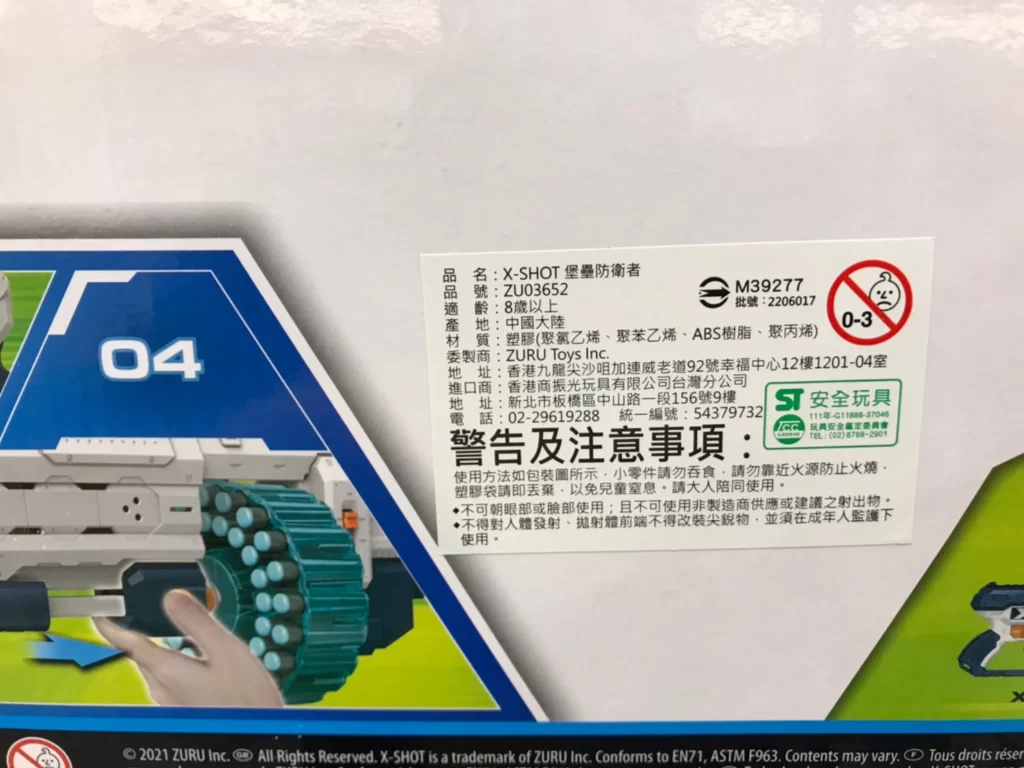 04
品 名：X-SHOT 堡壘防衛者
品 號：ZU03652
適 齡：8歲以上
產 地：中國大陸
材 質：塑膠(聚氯乙烯、聚苯乙烯、ABS樹脂、聚丙烯)
委製商：ZURU Toys Inc.
地 址：香港九龍尖沙咀加連威老道92號幸福中心12樓1201-04室
進口商：香港商振光玩具有限公司台灣分公司
地 址：新北市板橋區中山路一段156號9樓
電 話：02-29619288 統一編號：54379732
M39277
批號：2206017
0-3
ST 安全玩具
111年-G11886-37046
玩具安全鑑定委員會
TEL：(02)8768-2901
警告及注意事項：
使用方法如包裝圖所示，小零件請勿吞食，請勿靠近火源防止火燒，
塑膠袋請即丟棄，以免兒童窒息。請大人陪同使用。
◆不可朝眼部或臉部使用；且不可使用非製造商供應或建議之射出物。
◆不得對人體發射、拋射體前端不得改裝尖銳物，並須在成年人監護下
使用。
© 2021 ZURU Inc. GB All Rights Reserved. X-SHOT is a trademark of ZURU Inc. Conforms to EN71, ASTM F963. Contents may vary. F Tous droits